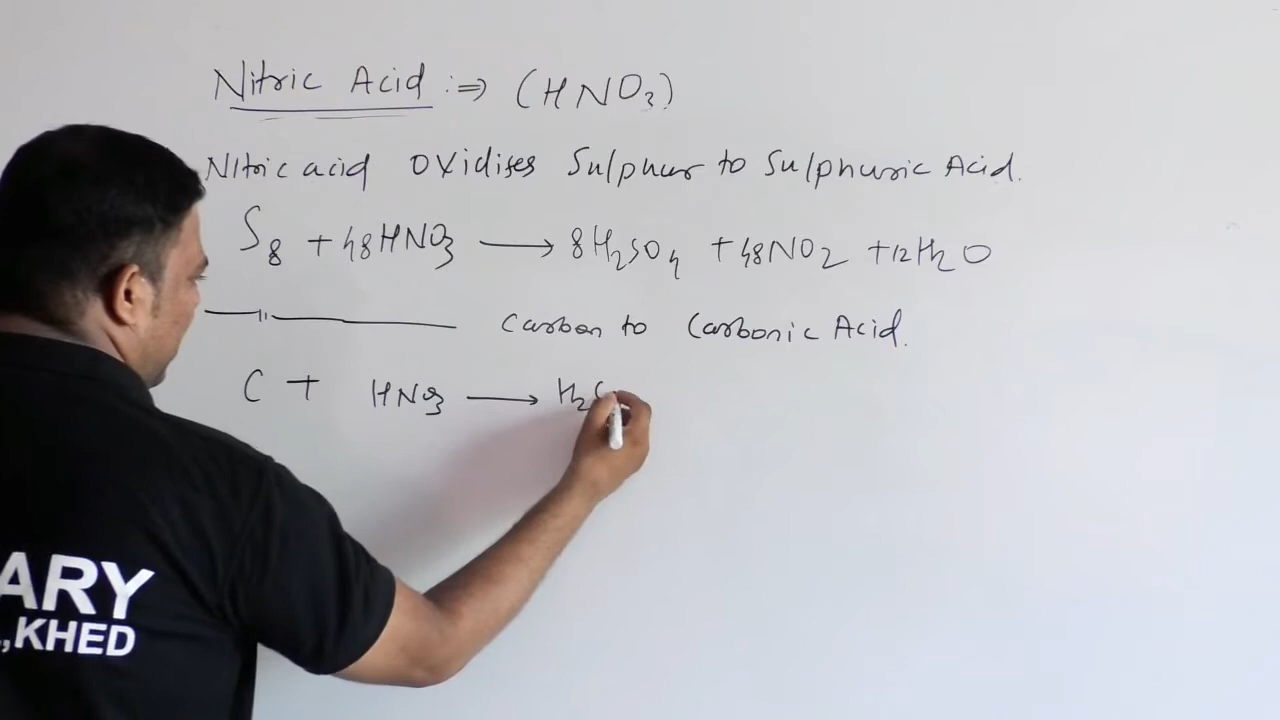 Nitric Acid :⇒ (HNO3)
Nitric acid oxidises Sulphur to Sulphuric Acid.
S8 + 48HNO3 ⟶ 8H2SO4 + 48NO2 + 12H2O
—〃— Carbon to Carbonic Acid.
C + HNO3 ⟶ H2C
ARY
,KHED